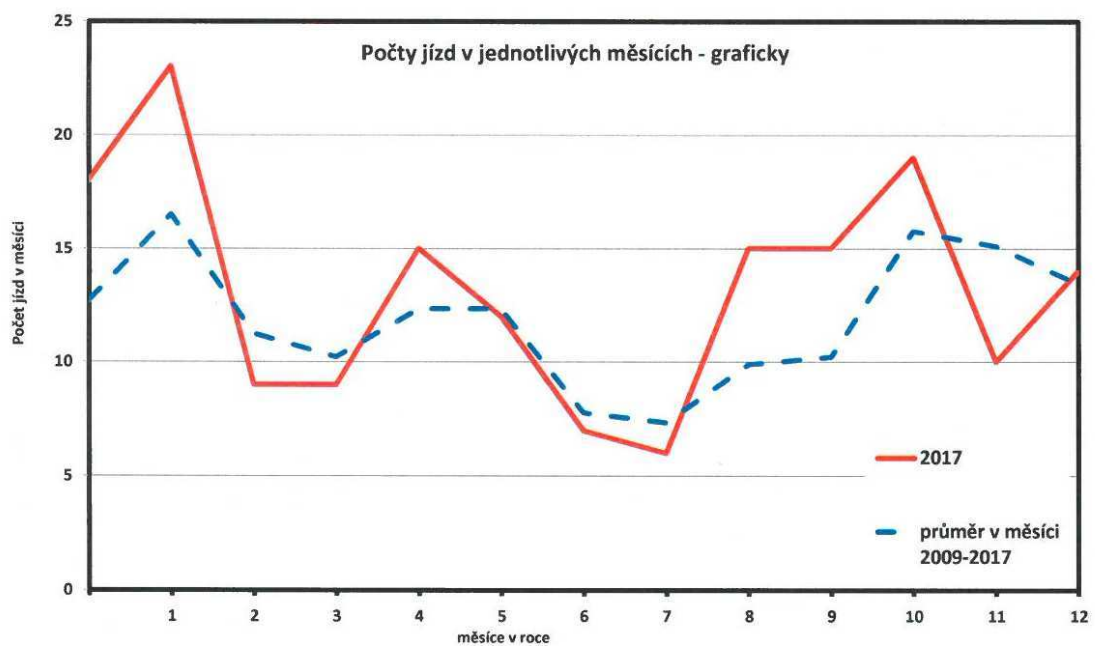 Počty jízd v jednotlivých měsících - graficky
25
20
15
10
5
0
Počet jízd v měsíci
1 2 3 4 5 6 7 8 9 10 11 12
měsíce v roce
2017
průměr v měsíci
2009-2017